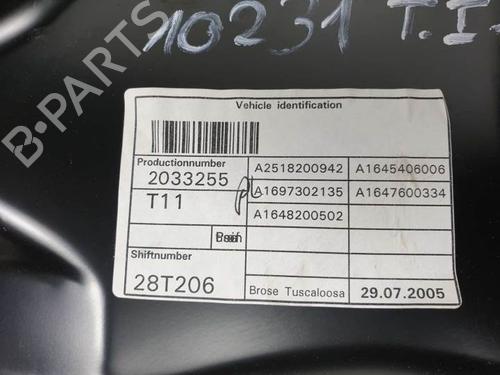 10231 T.I
B-PARTS
Vehicle identification
Productionnumber
2033255
T11
A2518200942 A1645406006
A1697302135 A1647600334
A1648200502
Shiftnumber
28T206
Brose Tuscaloosa 29.07.2005